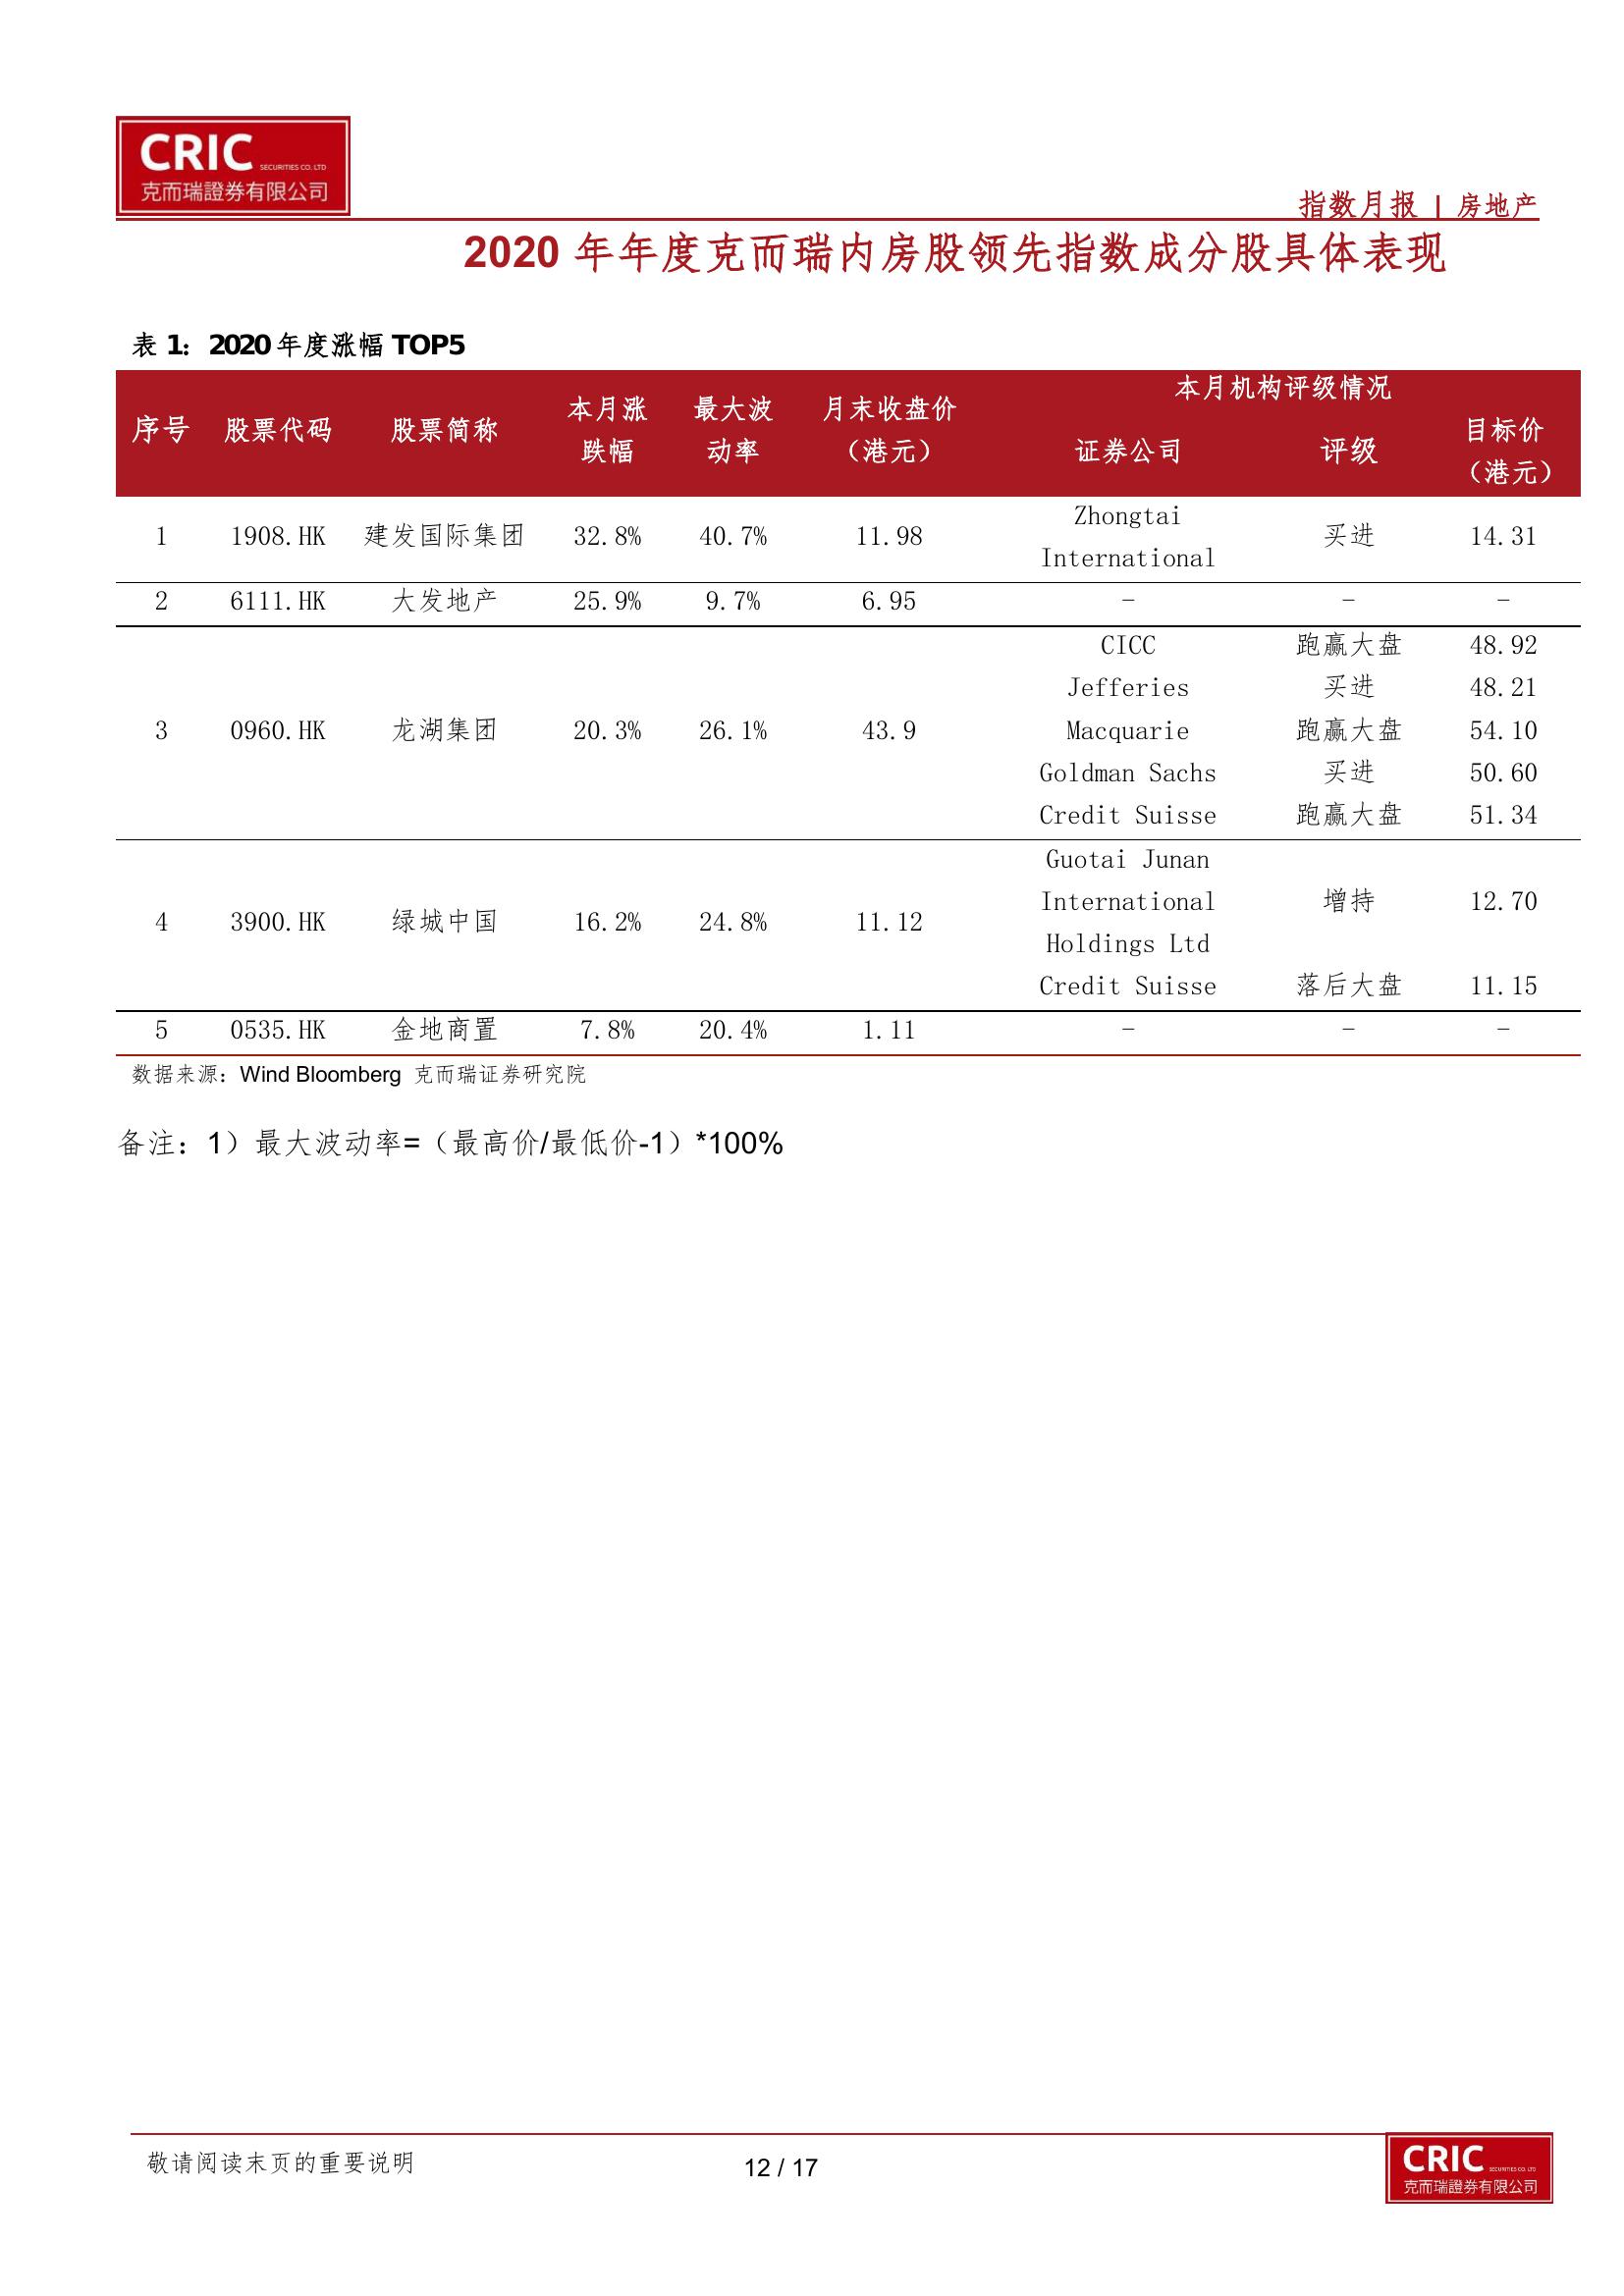 CRIC SECURITIES CO. LTD
克而瑞證券有限公司
指数月报 | 房地产
2020 年年度克而瑞内房股领先指数成分股具体表现
表 1: 2020 年度涨幅 TOP5
序号 股票代码 股票简称 本月涨跌幅 最大波动率 月末收盘价（港元） 本月机构评级情况
证券公司 评级 目标价（港元）
1 1908.HK 建发国际集团 32.8% 40.7% 11.98 Zhongtai International 买进 14.31
2 6111.HK 大发地产 25.9% 9.7% 6.95 - - -
3 0960.HK 龙湖集团 20.3% 26.1% 43.9
CICC 跑赢大盘 48.92
Jefferies 买进 48.21
Macquarie 跑赢大盘 54.10
Goldman Sachs 买进 50.60
Credit Suisse 跑赢大盘 51.34
4 3900.HK 绿城中国 16.2% 24.8% 11.12
Guotai Junan International Holdings Ltd 增持 12.70
Credit Suisse 落后大盘 11.15
5 0535.HK 金地商置 7.8% 20.4% 1.11 - - -
数据来源：Wind Bloomberg 克而瑞证券研究院
备注：1）最大波动率=（最高价/最低价-1）*100%
敬请阅读末页的重要说明
12 / 17
CRIC SECURITIES CO. LTD
克而瑞證券有限公司